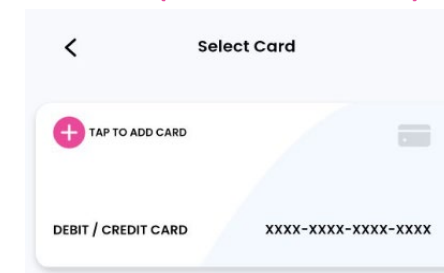 Select Card
TAP TO ADD CARD
DEBIT / CREDIT CARD XXXX-XXXX-XXXX-XXXX